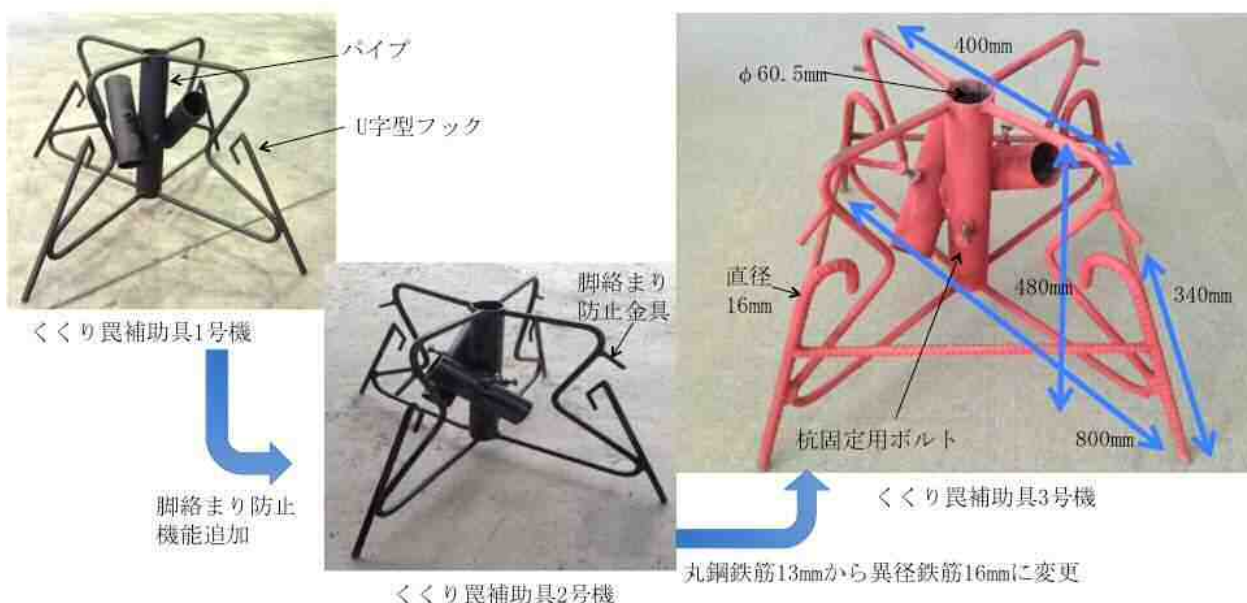 パイプ
U字型フック
くくり罠補助具1号機
脚絡まり防止
機能追加
脚絡まり
防止金具
くくり罠補助具2号機
400mm
φ60.5mm
直径
16mm
480mm
340mm
杭固定用ボルト
800mm
くくり罠補助具3号機
丸鋼鉄筋13mmから異径鉄筋16mmに変更